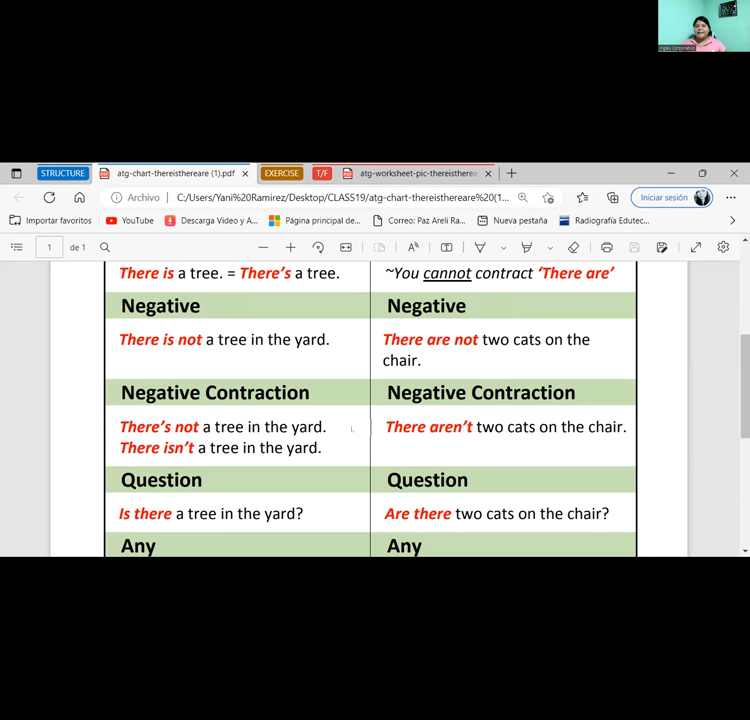 Inglés Corporativo
STRUCTURE atg-chart-thereisthereare (1).pdf EXERCISE T/F atg-worksheet-pic-thereistherea
Archivo C:/Users/Yani%20Ramirez/Desktop/CLASS19/atg-chart-thereisthereare%20(1... Iniciar sesión
Importar favoritos YouTube Descarga Video y A... Página principal de... Correo: Paz Areli Ra... Nueva pestaña Radiografía Edutec...
1 de 1
There is a tree. = There's a tree. ~You cannot contract 'There are'
Negative Negative
There is not a tree in the yard. There are not two cats on the
chair.
Negative Contraction Negative Contraction
There's not a tree in the yard. There aren't two cats on the chair.
There isn't a tree in the yard.
Question Question
Is there a tree in the yard? Are there two cats on the chair?
Any Any